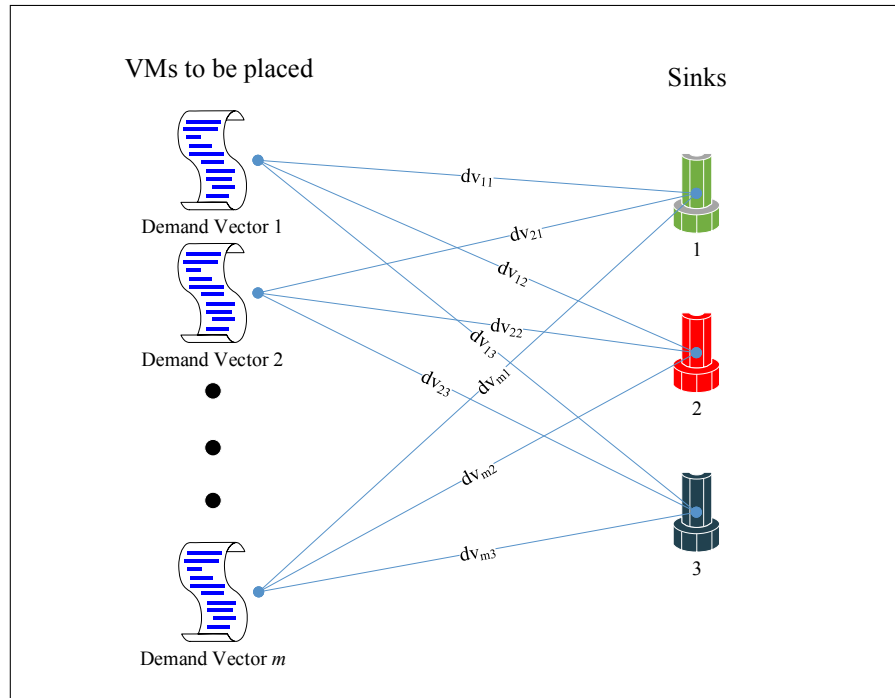 VMs to be placed
Sinks
Demand Vector 1
Demand Vector 2
Demand Vector m
dv₁₁
dv₂₁
dv₁₂
dv₂₂
dv₁₃
dv₂₃
dvₘ₁
dvₘ₂
dvₘ₃
1
2
3